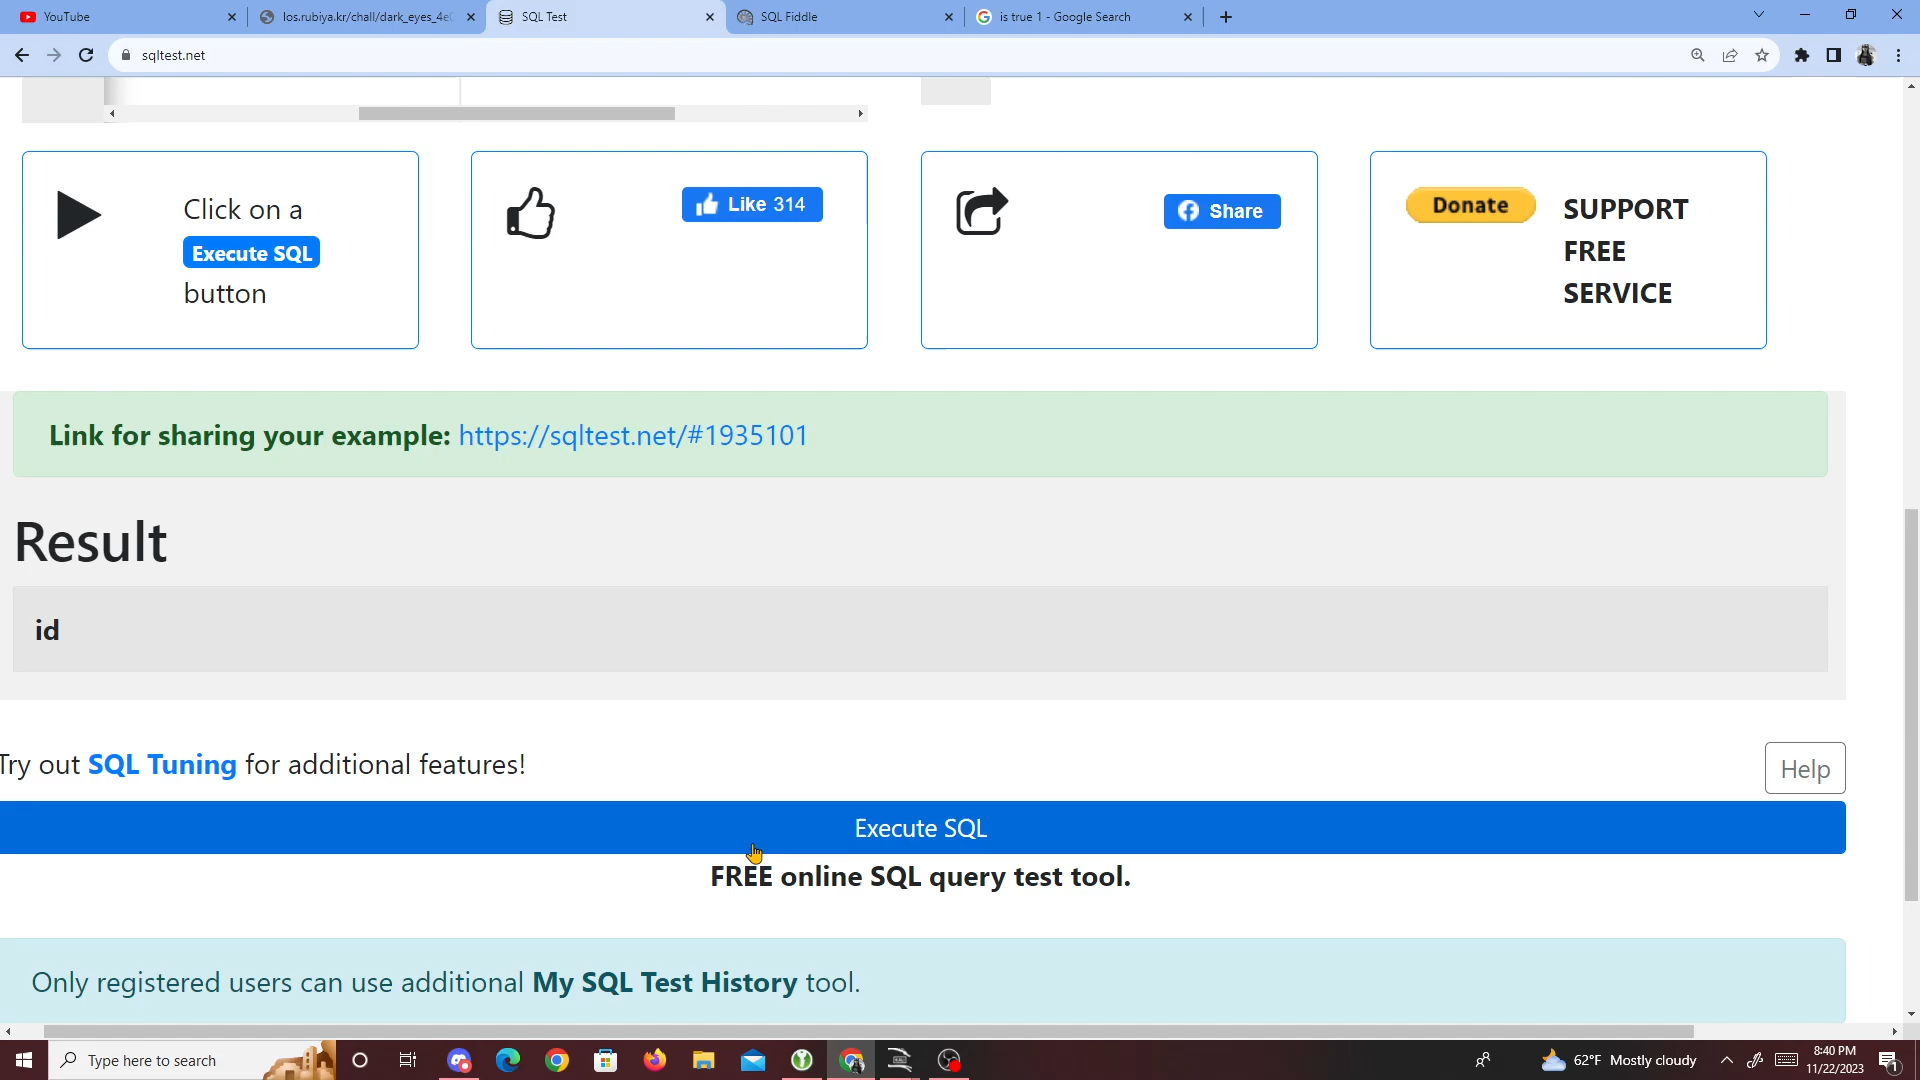 YouTube
los.rubiya.kr/chall/dark_eyes_4e0
SQL Test
SQL Fiddle
is true 1 - Google Search
sqltest.net
Click on a
Execute SQL
button
Like 314
Share
Donate
SUPPORT
FREE
SERVICE
Link for sharing your example: https://sqltest.net/#1935101
Result
id
Try out SQL Tuning for additional features!
Help
Execute SQL
FREE online SQL query test tool.
Only registered users can use additional My SQL Test History tool.
Type here to search
62°F Mostly cloudy
8:40 PM
11/22/2023
1